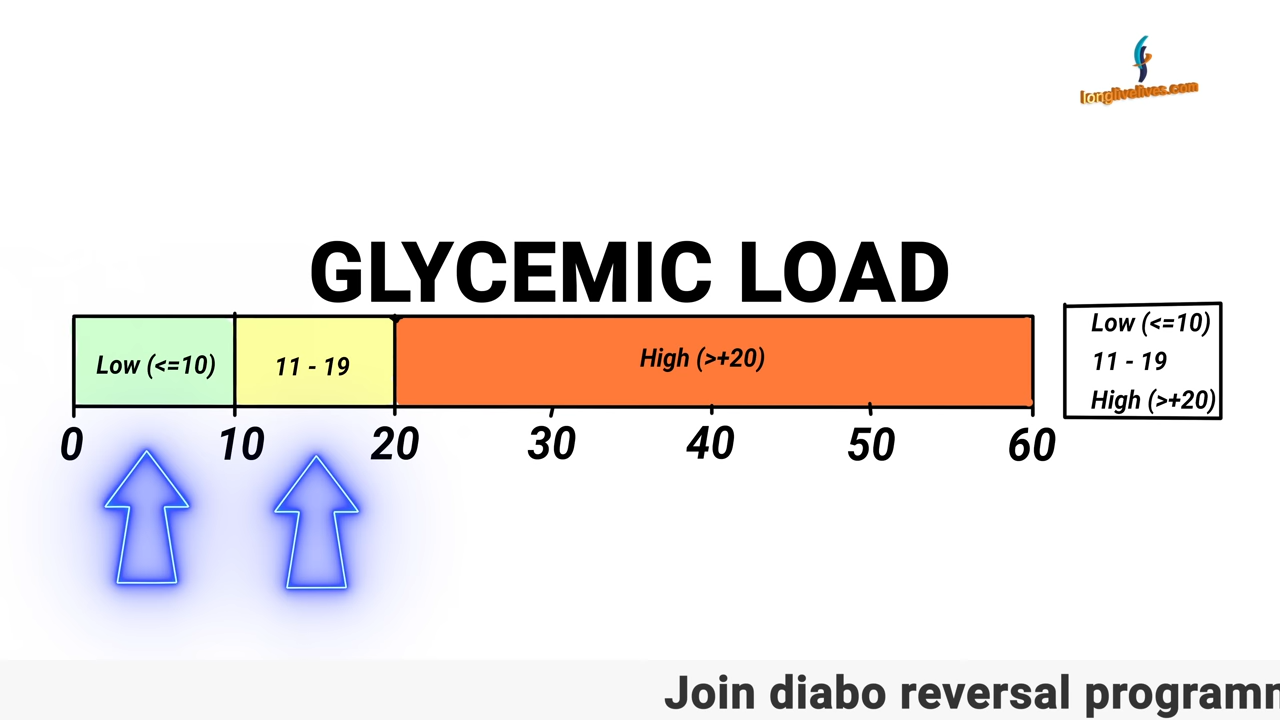 longlivelives.com
GLYCEMIC LOAD
Low (<=10) 11 - 19 High (>+20)
0 10 20 30 40 50 60
Low (<=10)
11 - 19
High (>+20)
Join diabo reversal program